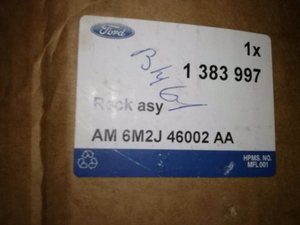 Ford
1x
1 383 997
Rack asy
AM 6M2J 46002 AA
HPMS. NO.
MFL001